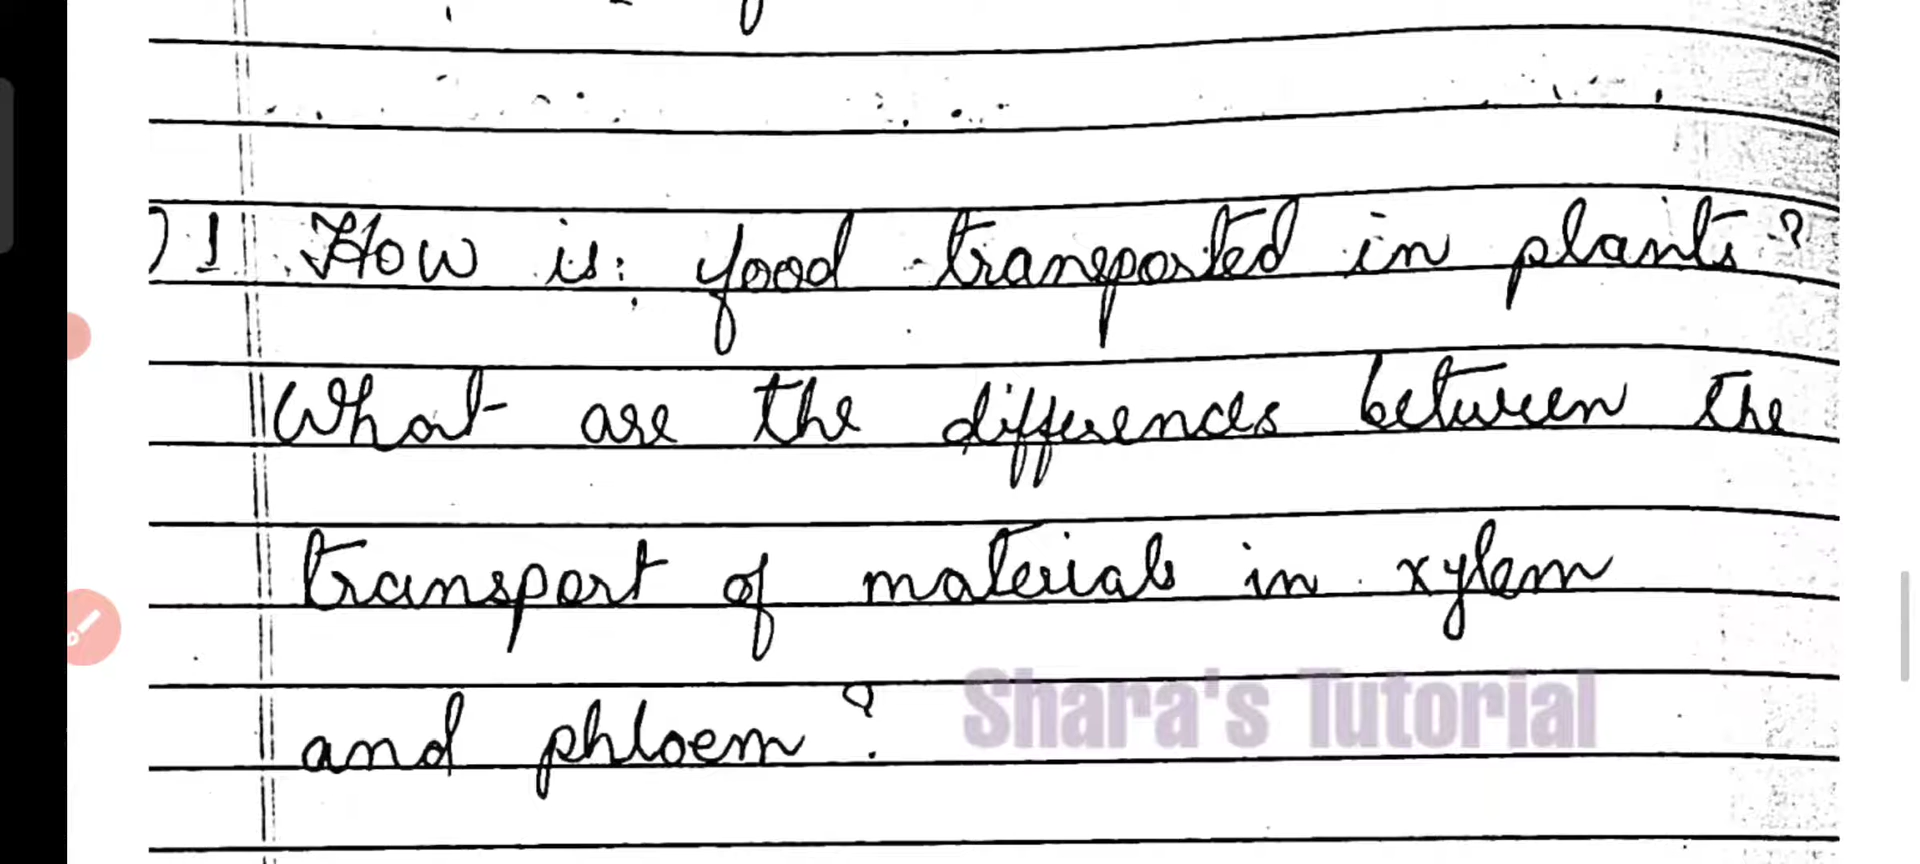 Q1 How is food transported in plants?
What are the differences between the
transport of materials in xylem
and phloem?
Shara's Tutorial